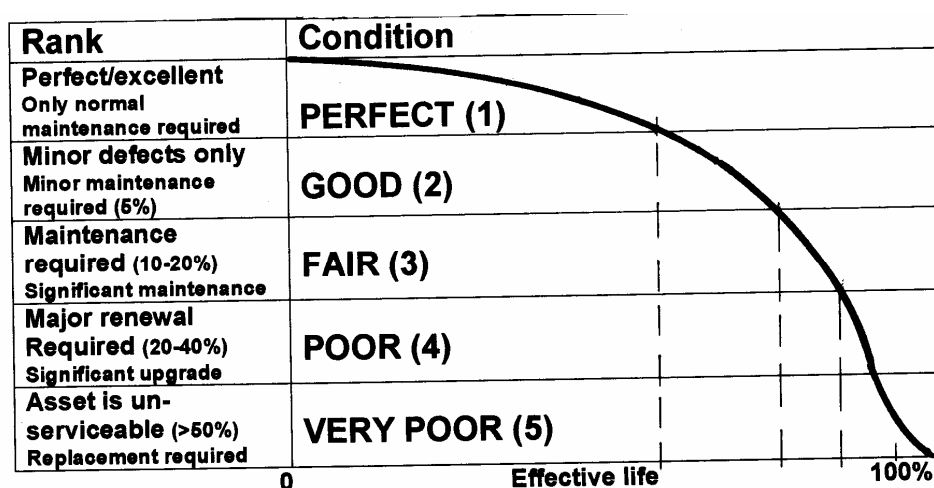 Rank
Condition
Perfect/excellent
Only normal
maintenance required
PERFECT (1)
Minor defects only
Minor maintenance
required (5%)
GOOD (2)
Maintenance
required (10-20%)
Significant maintenance
FAIR (3)
Major renewal
Required (20-40%)
Significant upgrade
POOR (4)
Asset is un-
serviceable (>50%)
Replacement required
VERY POOR (5)
0
Effective life
100%